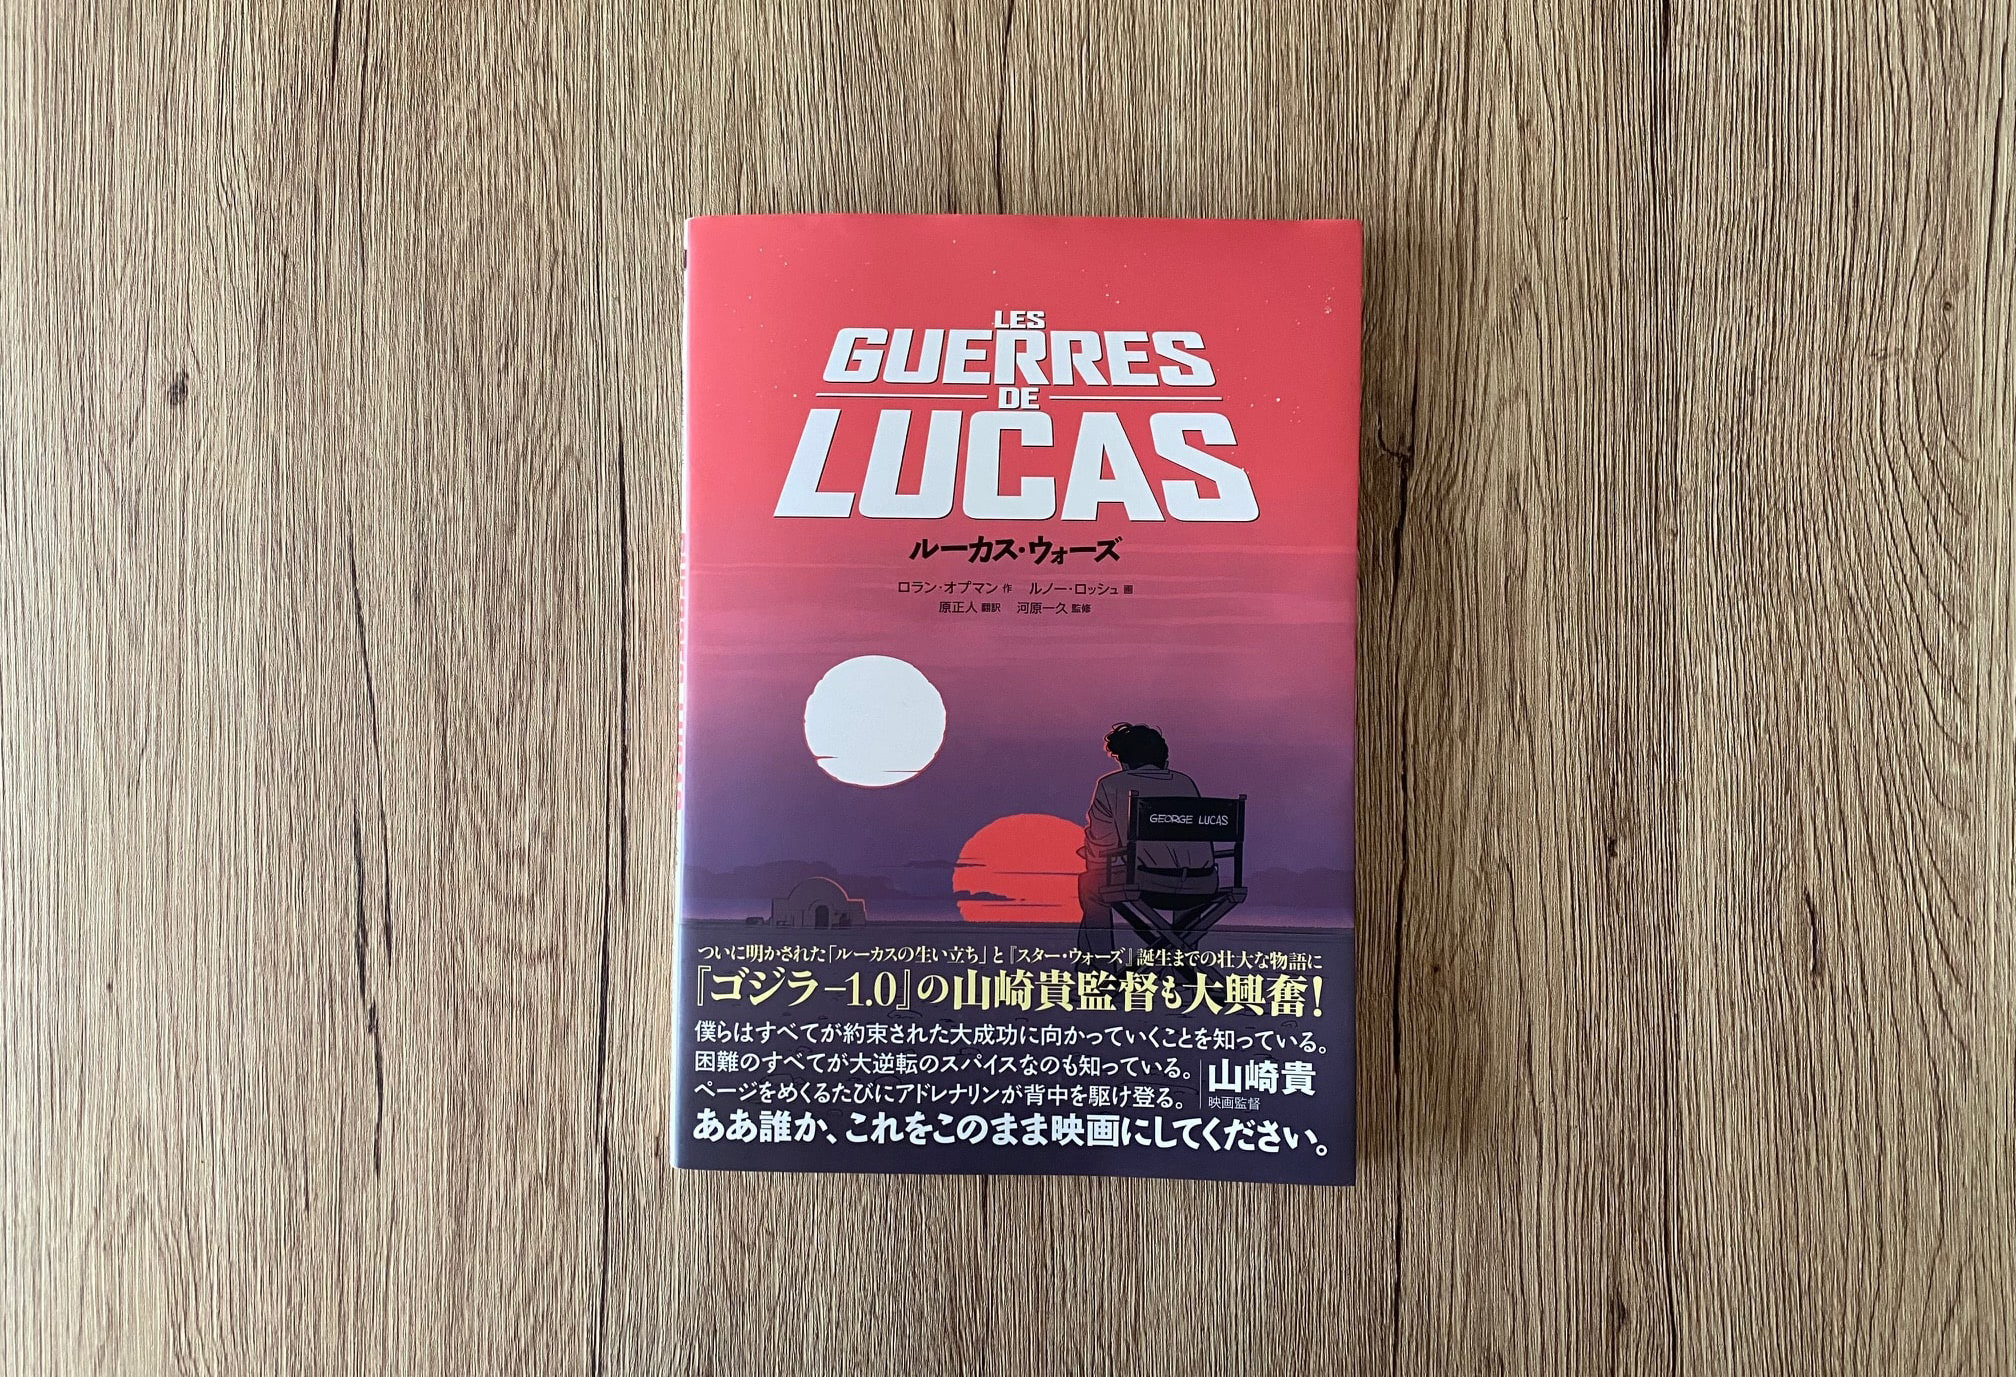 LES
GUERRES
DE
LUCAS
ルーカス・ウォーズ
ロラン・オプマン 作 ルノー・ロッシュ 画
原正人 翻訳 河原一久 監修
GEORGE LUCAS
ついに明かされた「ルーカスの生い立ち」と『スター・ウォーズ』誕生までの壮大な物語に
『ゴジラ−1.0』の山崎貴監督も大興奮!
僕らはすべてが約束された大成功に向かっていくことを知っている。
困難のすべてが大逆転のスパイスなのも知っている。
ページをめくるたびにアドレナリンが背中を駆け登る。
山崎貴
映画監督
ああ誰か、これをこのまま映画にしてください。